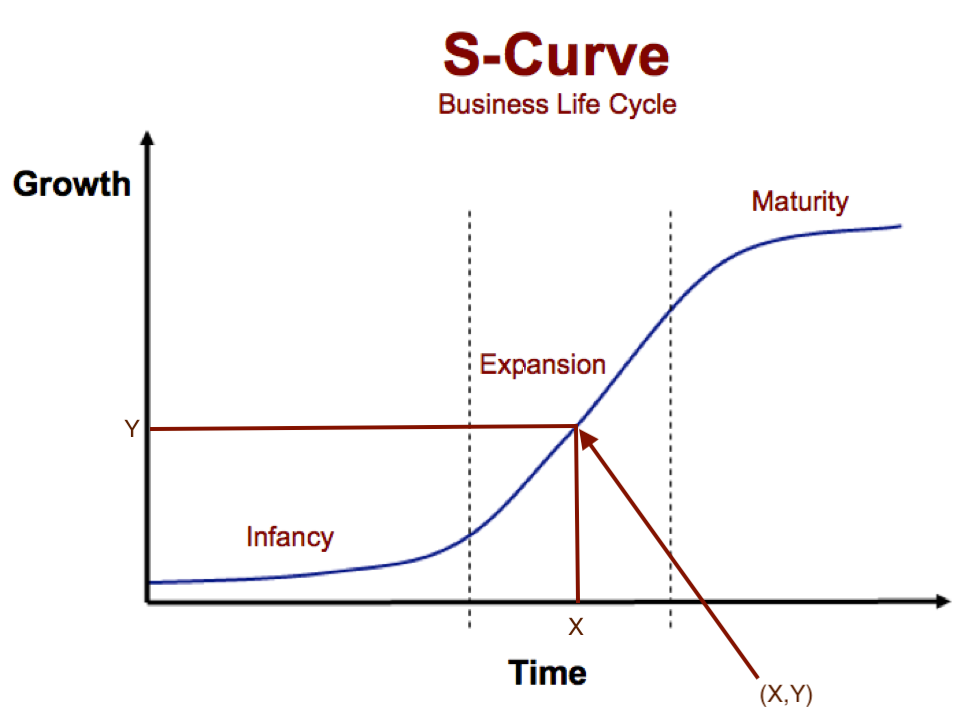 S-Curve
Business Life Cycle
Growth
Maturity
Expansion
Y
Infancy
X
Time
(X,Y)